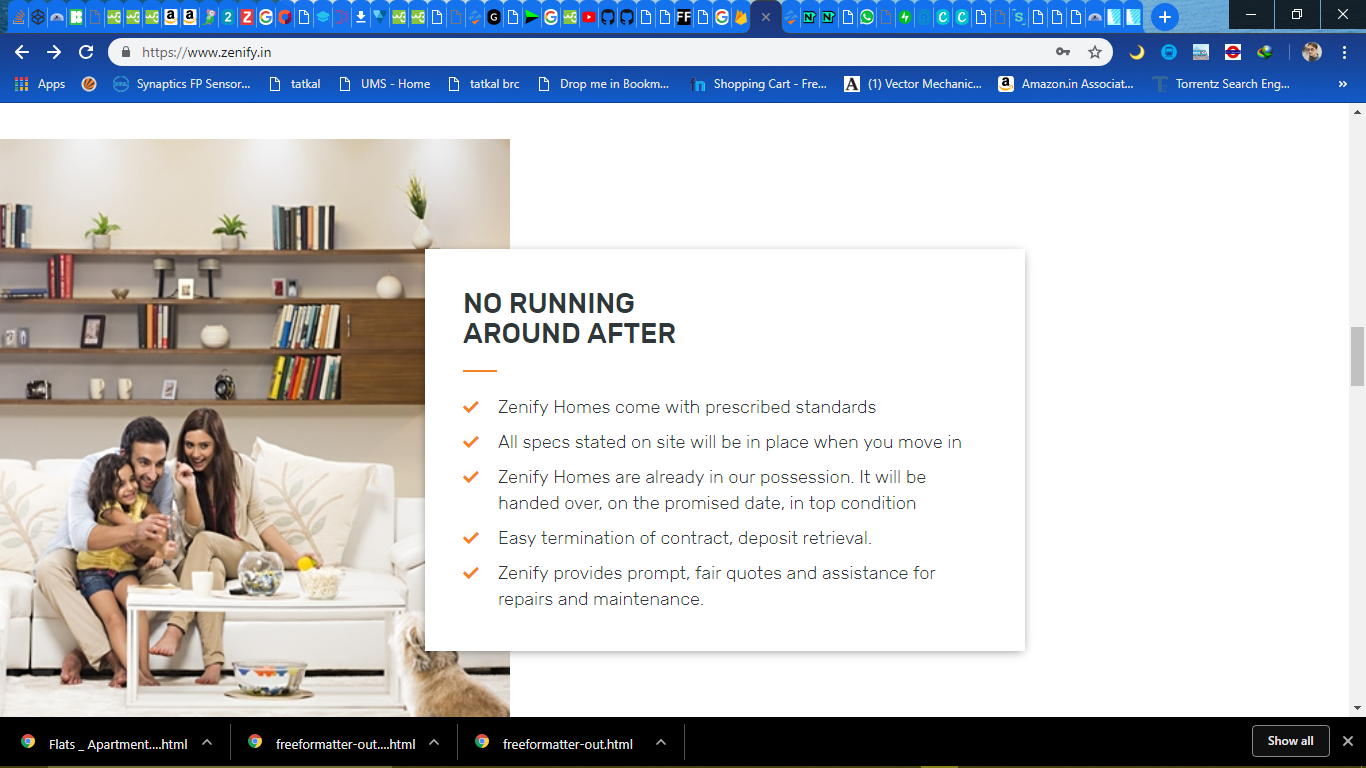 https://www.zenify.in
Apps
Synaptics FP Sensor...
tatkal
UMS - Home
tatkal brc
Drop me in Bookm...
Shopping Cart - Fre...
(1) Vector Mechanic...
Amazon.in Associat...
Torrentz Search Eng...
»
NO RUNNING
AROUND AFTER
Zenify Homes come with prescribed standards
All specs stated on site will be in place when you move in
Zenify Homes are already in our possession. It will be
handed over, on the promised date, in top condition
Easy termination of contract, deposit retrieval.
Zenify provides prompt, fair quotes and assistance for
repairs and maintenance.
Flats _ Apartment....html
freeformatter-out....html
freeformatter-out.html
Show all